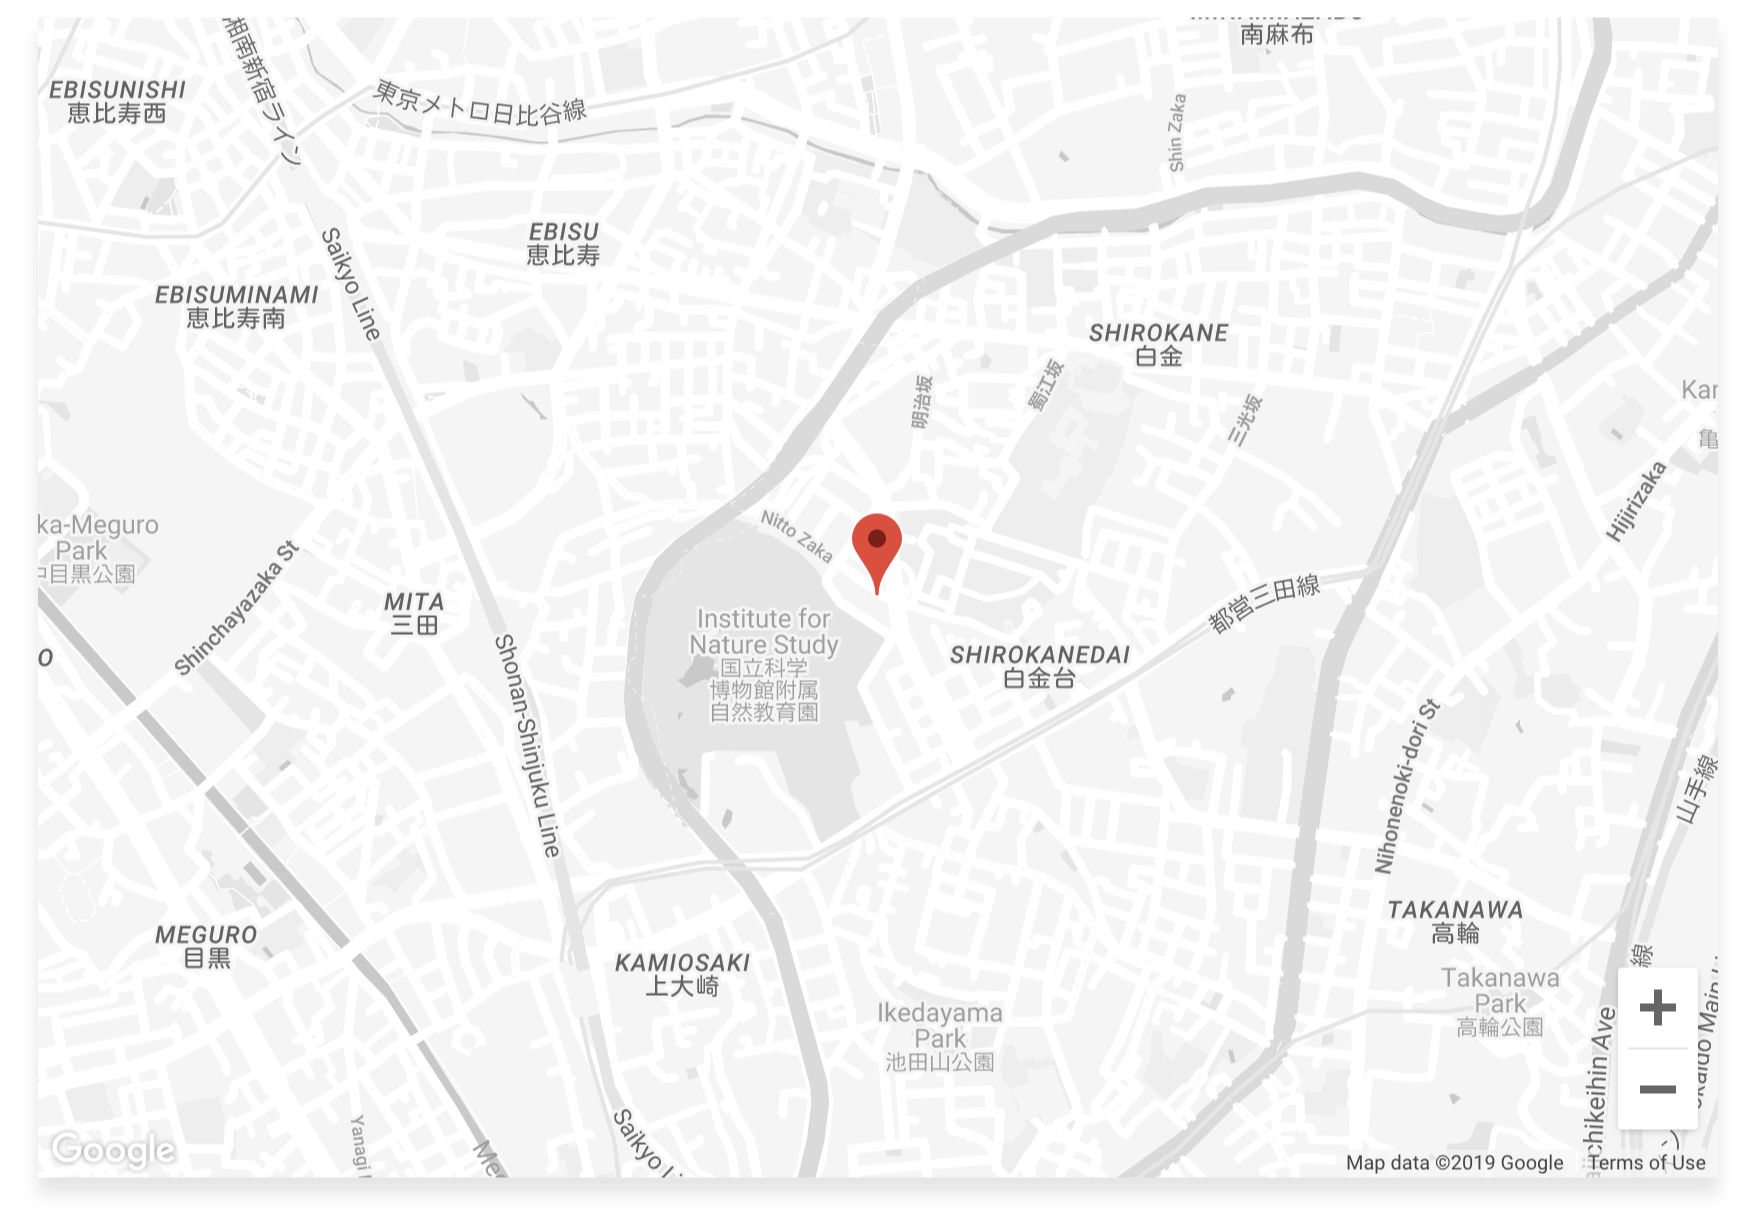 南麻布
EBISUNISHI
恵比寿西
湘南新宿ライン
東京メトロ日比谷線
Shin Zaka
EBISU
恵比寿
Saikyo Line
EBISUMINAMI
恵比寿南
SHIROKANE
白金
明治坂
蜀江坂
三光坂
Kar
亀
Hijirizaka
ka-Meguro
Park
目黒公園
Nitto Zaka
Shinchayazaka St
MITA
三田
都営三田線
Institute for
Nature Study
国立科学
博物館附属
自然教育園
SHIROKANEDAI
白金台
O
Shonan-Shinjuku Line
Nihonenoki-dori St
山手線
TAKANAWA
高輪
MEGURO
目黒
KAMIOSAKI
上大崎
線
Takanawa
Park
高輪公園
Ikedayama
Park
池田山公園
chikeihin Ave
Saikyo Li
Yanagi
Me
Google
Map data ©2019 Google
Terms of Use